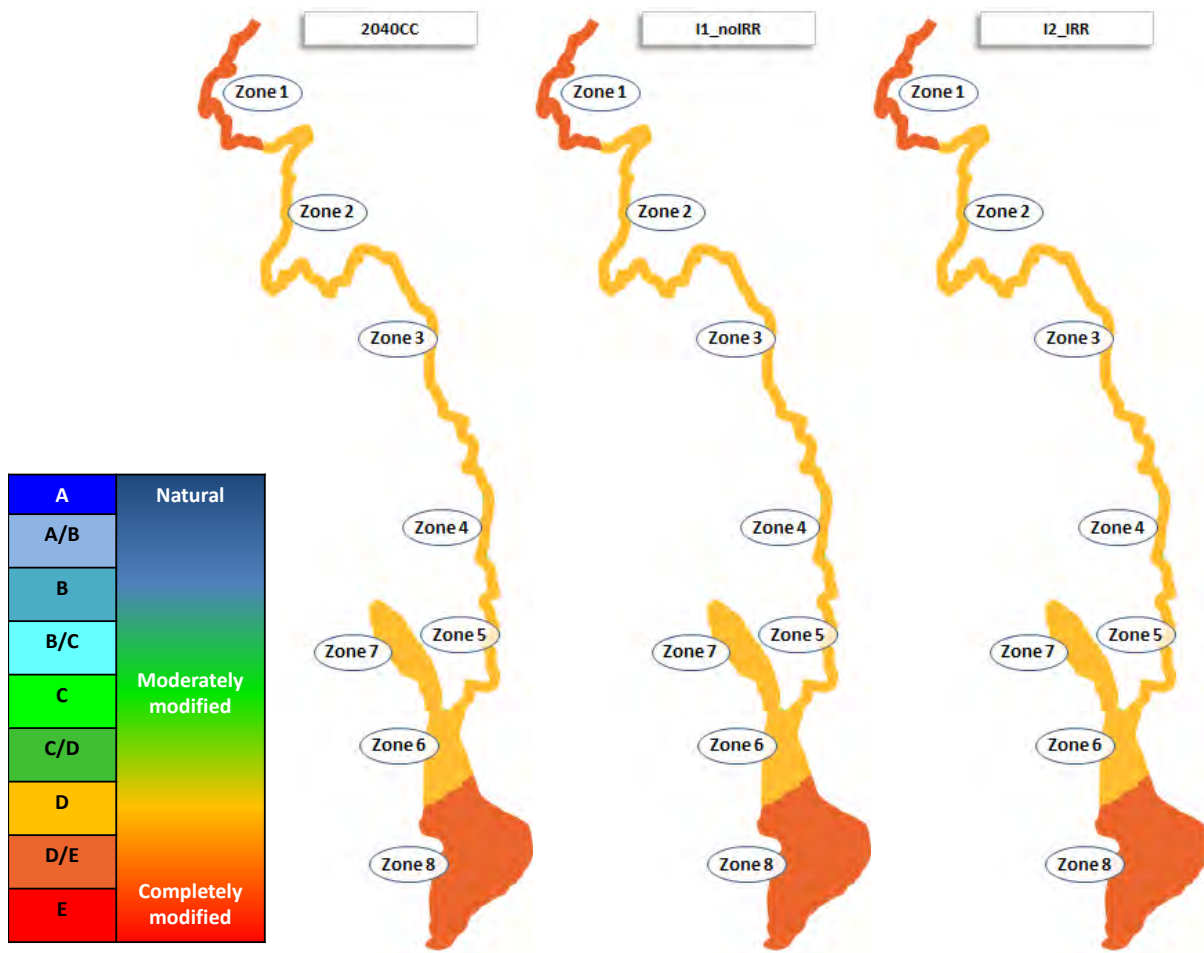 2040CC
I1_noIRR
I2_IRR
Zone 1
Zone 1
Zone 1
Zone 2
Zone 2
Zone 2
Zone 3
Zone 3
Zone 3
Zone 4
Zone 4
Zone 4
Zone 5
Zone 5
Zone 5
Zone 7
Zone 7
Zone 7
Zone 6
Zone 6
Zone 6
Zone 8
Zone 8
Zone 8
A
Natural
A/B
B
B/C
C
Moderately
modified
C/D
D
D/E
E
Completely
modified